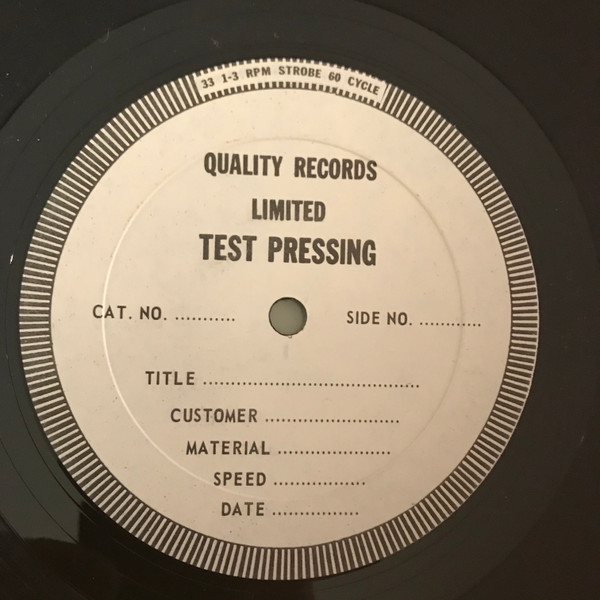 33 1-3 RPM STROBE 60 CYCLE
QUALITY RECORDS
LIMITED
TEST PRESSING
CAT. NO. ........... SIDE NO. ............
TITLE .....................................
CUSTOMER .......................
MATERIAL ...................
SPEED ................
DATE ...............